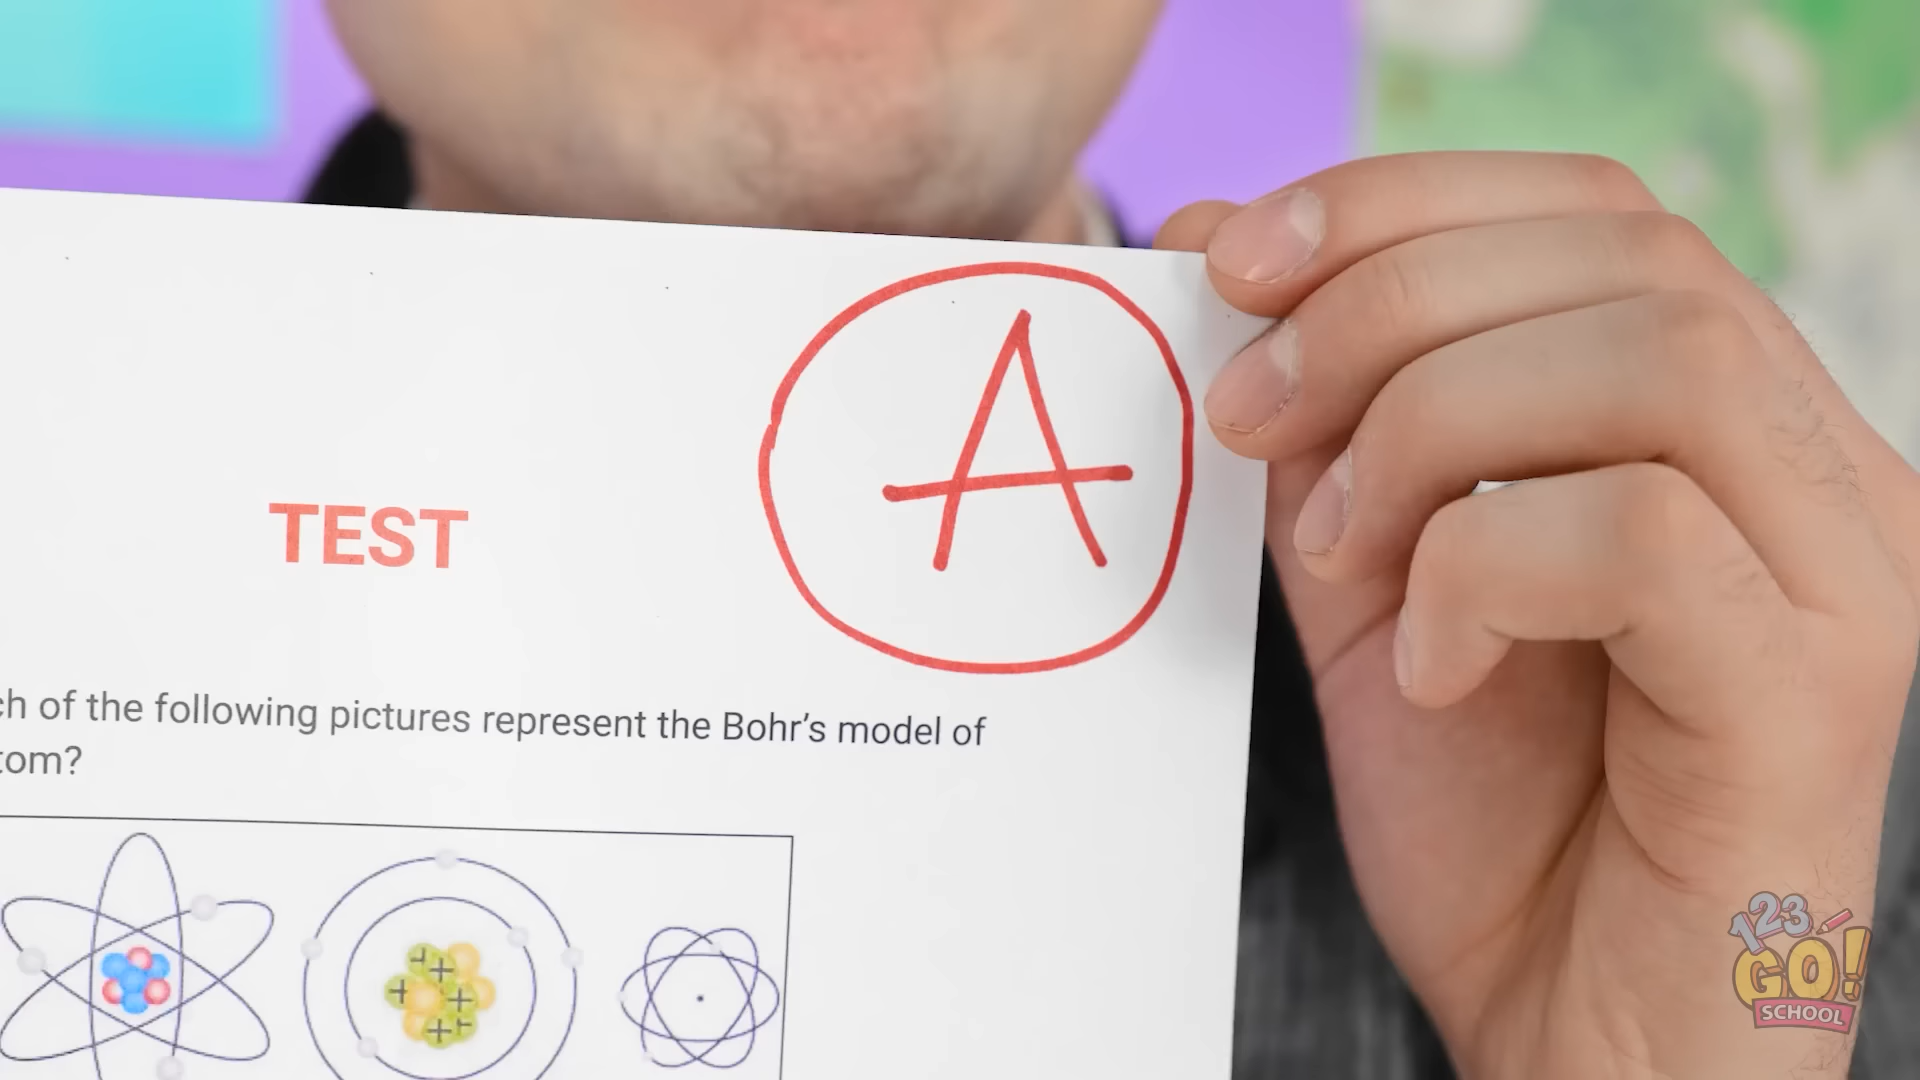 A
TEST
ch of the following pictures represent the Bohr's model of
tom?
123
GO!
SCHOOL